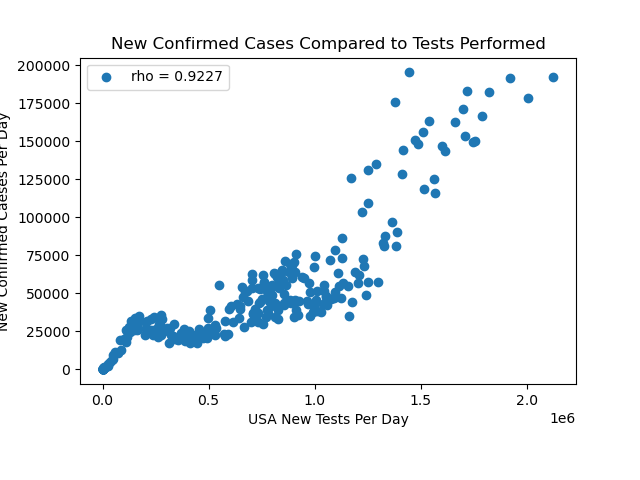 New Confirmed Cases Compared to Tests Performed
rho = 0.9227
200000
175000
150000
125000
100000
75000
50000
25000
0
New Confirmed Caeses Per Day
0.0
0.5
1.0
1.5
2.0
1e6
USA New Tests Per Day